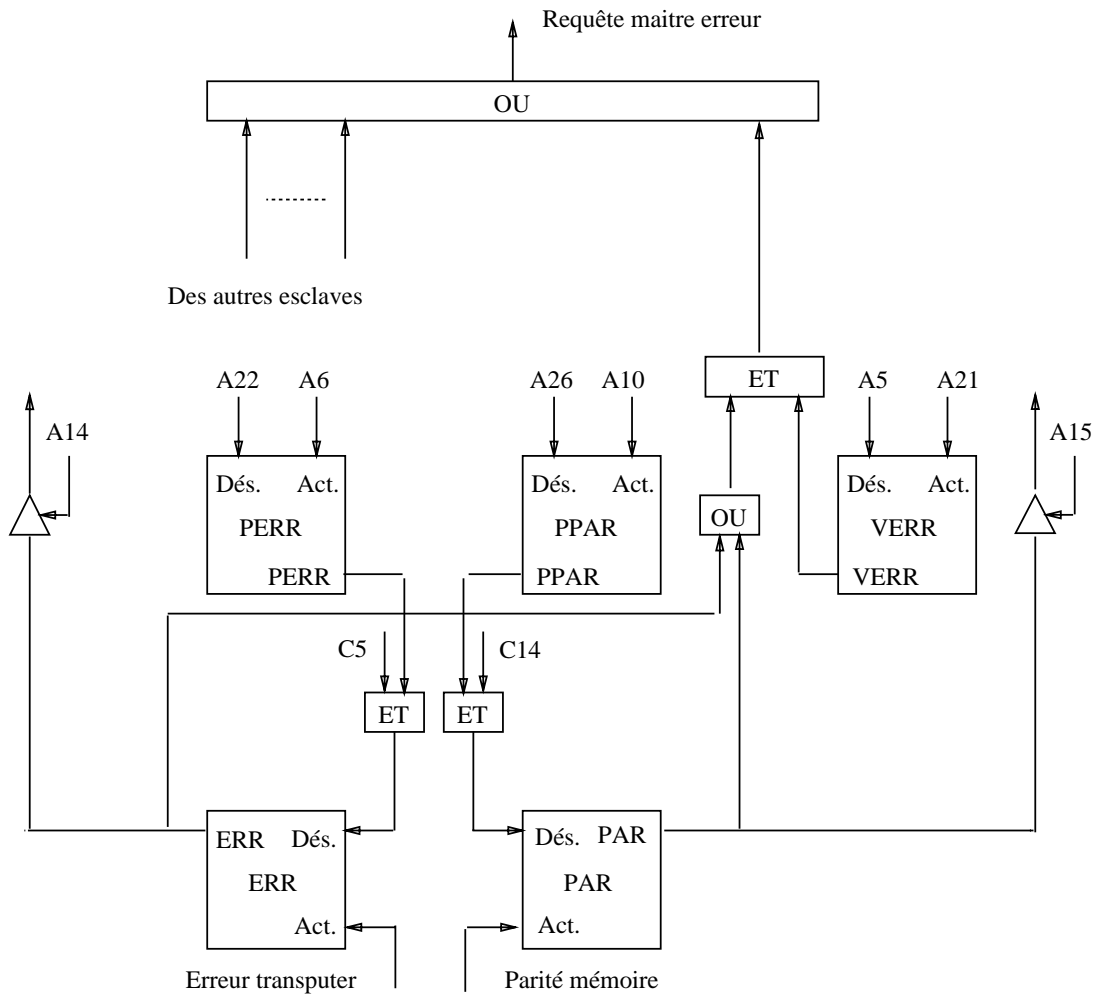 Requête maitre erreur
OU
Des autres esclaves
ET
A22 A6 A26 A10 A5 A21
A14 A15
Dés. Act. Dés. Act. Dés. Act.
PERR PPAR OU VERR
PERR PPAR VERR
C5 C14
ET ET
ERR Dés. Dés. PAR
ERR PAR
Act. Act.
Erreur transputer Parité mémoire